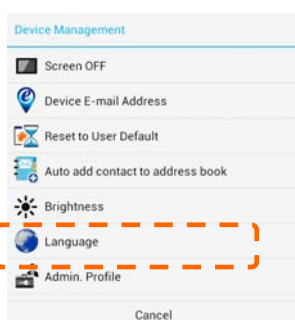 Device Management
Screen OFF
Device E-mail Address
Reset to User Default
Auto add contact to address book
Brightness
Language
Admin. Profile
Cancel